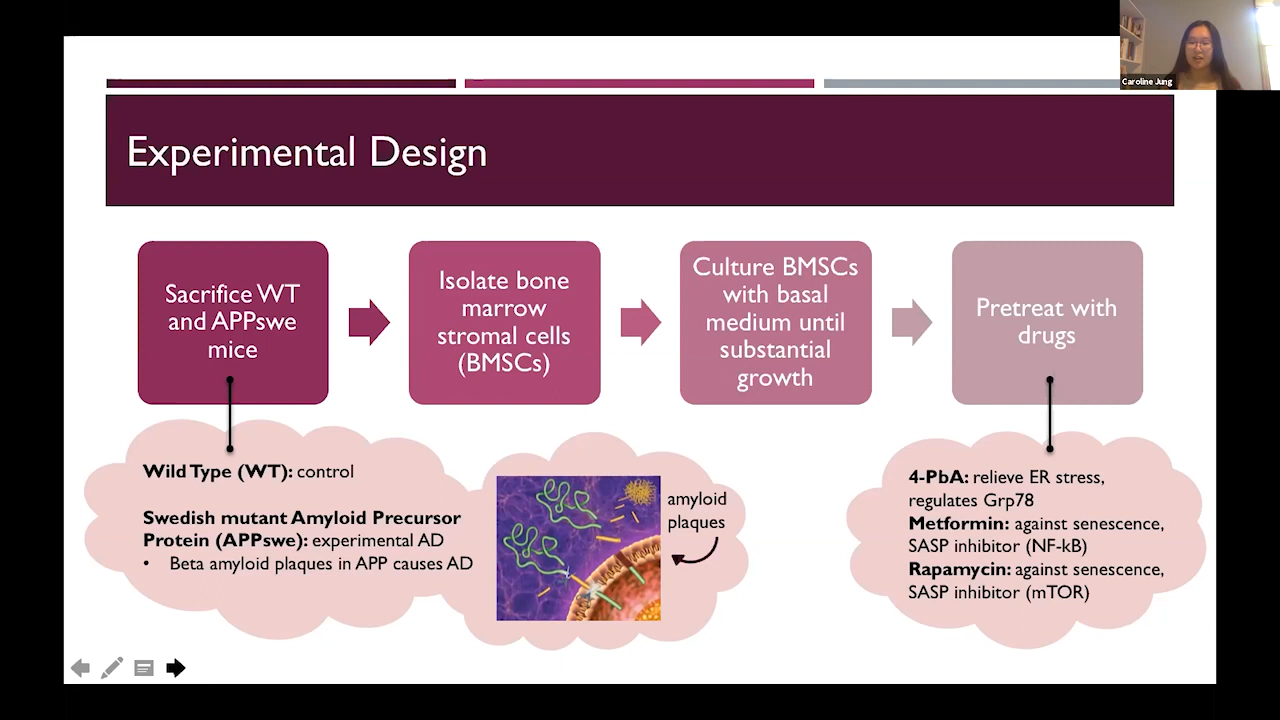 Caroline Jung
Experimental Design
Sacrifice WT
and APPswe
mice
Isolate bone
marrow
stromal cells
(BMSCs)
Culture BMSCs
with basal
medium until
substantial
growth
Pretreat with
drugs
Wild Type (WT): control
Swedish mutant Amyloid Precursor
Protein (APPswe): experimental AD
• Beta amyloid plaques in APP causes AD
amyloid
plaques
4-PbA: relieve ER stress,
regulates Grp78
Metformin: against senescence,
SASP inhibitor (NF-kB)
Rapamycin: against senescence,
SASP inhibitor (mTOR)